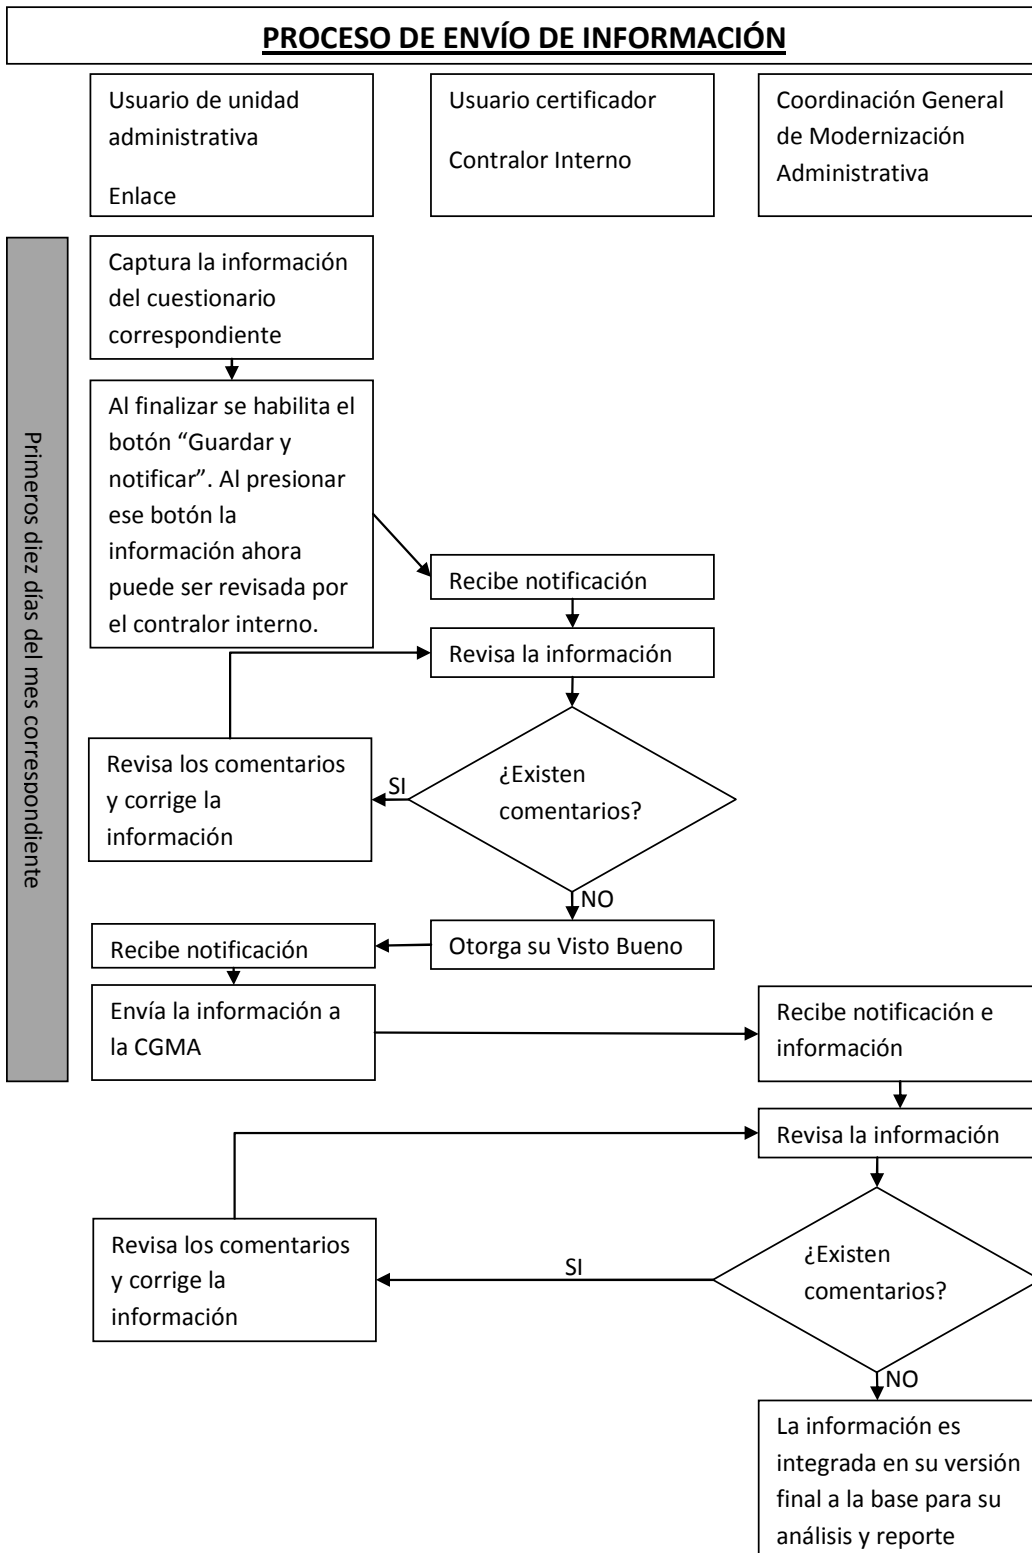 PROCESO DE ENVÍO DE INFORMACIÓN
Usuario de unidad
administrativa
Enlace
Usuario certificador
Contralor Interno
Coordinación General
de Modernización
Administrativa
Primeros diez días del mes correspondiente
Captura la información
del cuestionario
correspondiente
Al finalizar se habilita el
botón “Guardar y
notificar”. Al presionar
ese botón la
información ahora
puede ser revisada por
el contralor interno.
Recibe notificación
Revisa la información
¿Existen
comentarios?
SI
Revisa los comentarios
y corrige la
información
NO
Otorga su Visto Bueno
Recibe notificación
Envía la información a
la CGMA
Recibe notificación e
información
Revisa la información
¿Existen
comentarios?
SI
Revisa los comentarios
y corrige la
información
NO
La información es
integrada en su versión
final a la base para su
análisis y reporte